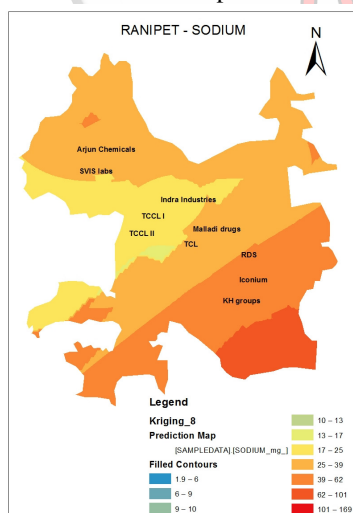 RANIPET - SODIUM
N
Arjun Chemicals
SVIS labs
Indra Industries
TCCL I
Malladi drugs
TCCL II
TCL
RDS
Iconium
KH groups
Legend
Kriging_8
Prediction Map
[SAMPLEDATA].[SODIUM_mg_]
Filled Contours
1.9 – 6
6 – 9
9 – 10
10 – 13
13 – 17
17 – 25
25 – 39
39 – 62
62 – 101
101 – 169